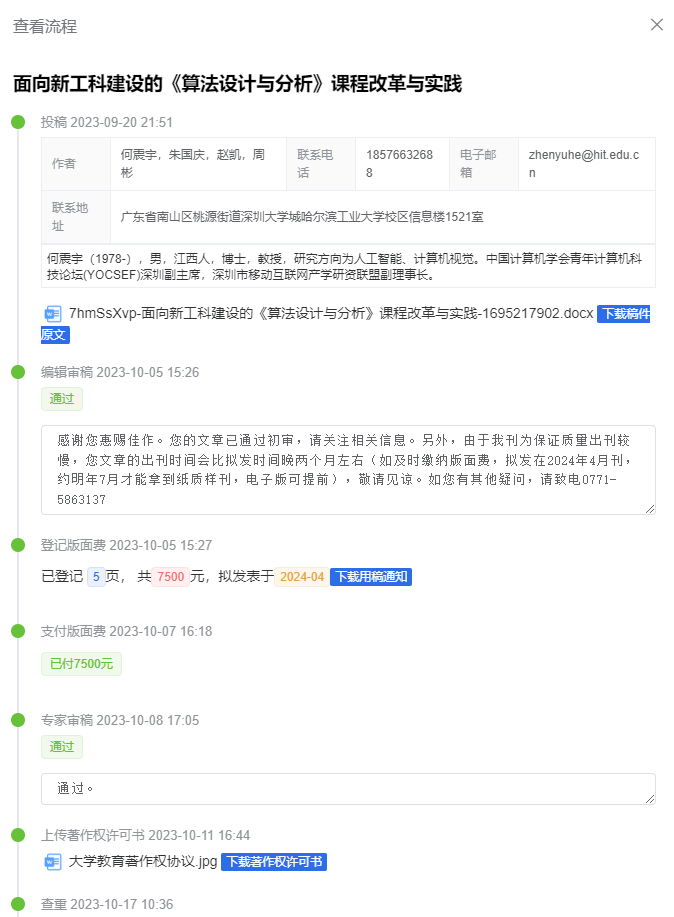 查看流程
面向新工科建设的《算法设计与分析》课程改革与实践
投稿 2023-09-20 21:51
作者
何震宇，朱国庆，赵凯，周
彬
联系电
话
1857663268
8
电子邮
箱
zhenyuhe@hit.edu.c
n
联系地
址
广东省南山区桃源街道深圳大学城哈尔滨工业大学校区信息楼1521室
何震宇（1978-），男，江西人，博士，教授，研究方向为人工智能、计算机视觉。中国计算机学会青年计算机科
技论坛(YOCSEF)深圳副主席，深圳市移动互联网产学研资联盟副理事长。
7hmSsXvp-面向新工科建设的《算法设计与分析》课程改革与实践-1695217902.docx 下载稿件
原文
编辑审稿 2023-10-05 15:26
通过
感谢您惠赐佳作。您的文章已通过初审，请关注相关信息。另外，由于我刊为保证质量出刊较
慢，您文章的出刊时间会比拟发时间晚两个月左右（如及时缴纳版面费，拟发在2024年4月刊，
约明年7月才能拿到纸质样刊，电子版可提前），敬请见谅。如您有其他疑问，请致电0771-
5863137
登记版面费 2023-10-05 15:27
已登记 5 页， 共 7500 元，拟发表于 2024-04 下载用稿通知
支付版面费 2023-10-07 16:18
已付7500元
专家审稿 2023-10-08 17:05
通过
通过。
上传著作权许可书 2023-10-11 16:44
大学教育著作权协议.jpg 下载著作权许可书
查重 2023-10-17 10:36